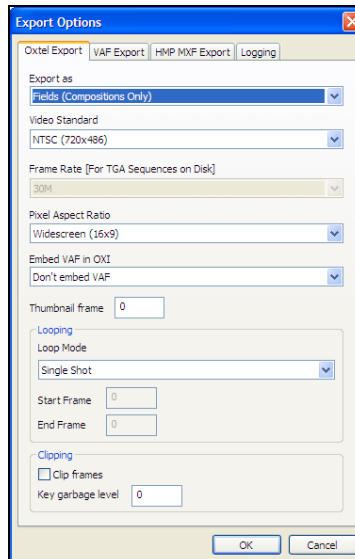 Export Options
Oxtel Export VAF Export HMP MXF Export Logging
Export as
Fields (Compositions Only)
Video Standard
NTSC (720x486)
Frame Rate [For TGA Sequences on Disk]
30M
Pixel Aspect Ratio
Widescreen (16x9)
Embed VAF in OXI
Don't embed VAF
Thumbnail frame 0
Looping
Loop Mode
Single Shot
Start Frame 0
End Frame 0
Clipping
Clip frames
Key garbage level 0
OK Cancel